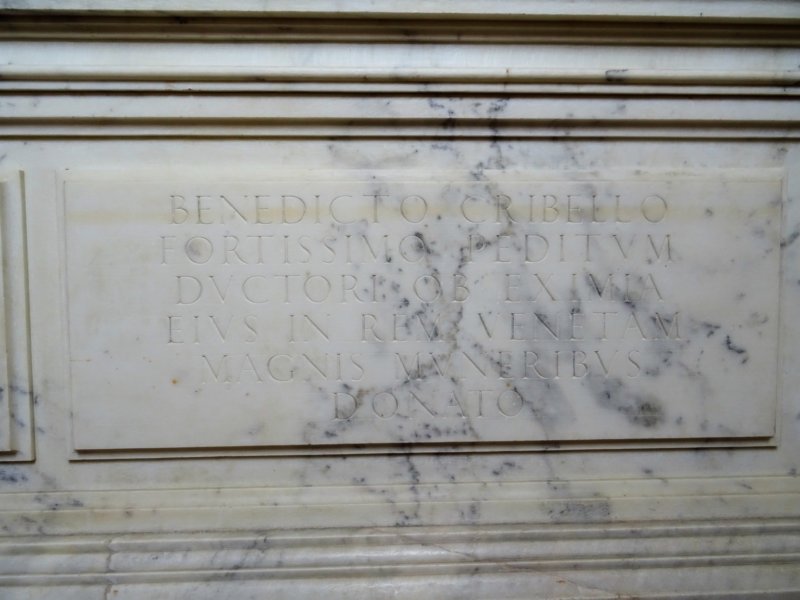 BENEDICTO CRIBELLO
FORTISSIMO PEDITVM
DVCTORI OB EXIMIA
EIVS IN REM VENETAM
MAGNIS MVNERIBVS
DONATO